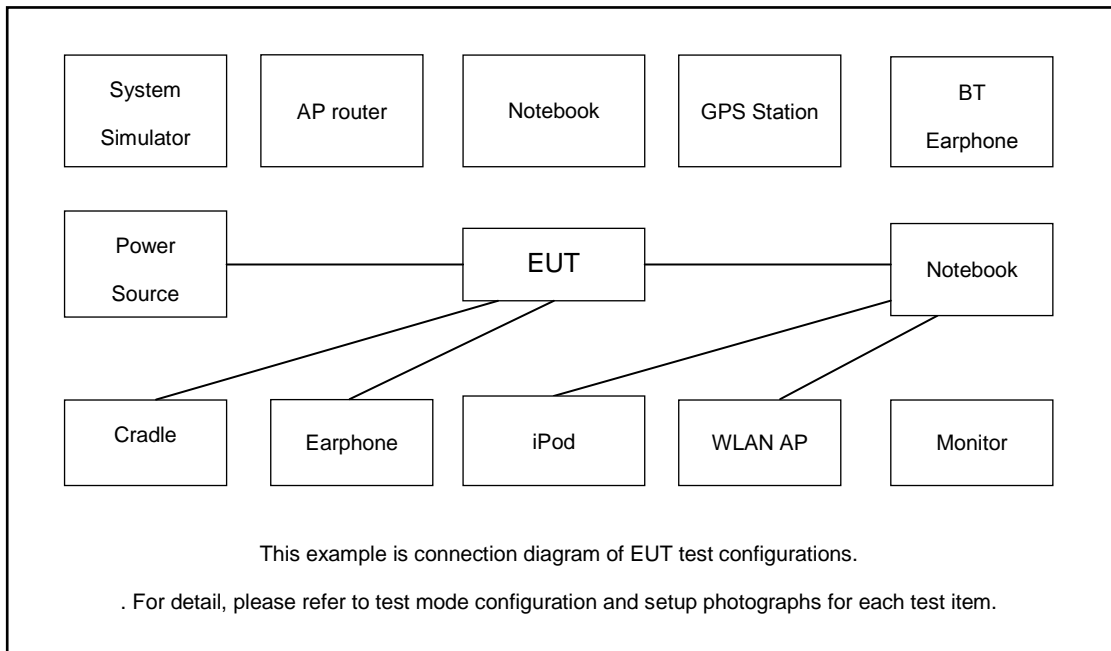 System
Simulator
AP router
Notebook
GPS Station
BT
Earphone
Power
Source
EUT
Notebook
Cradle
Earphone
iPod
WLAN AP
Monitor
This example is connection diagram of EUT test configurations.
. For detail, please refer to test mode configuration and setup photographs for each test item.